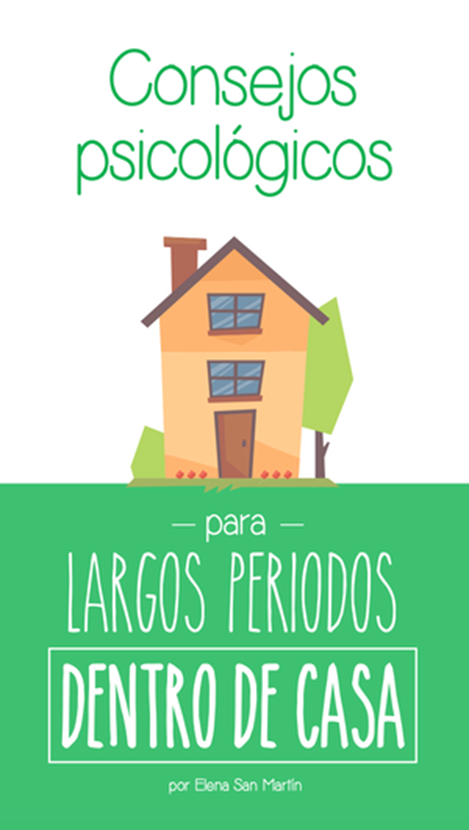 Consejos
psicológicos
— para —
LARGOS PERIODOS
DENTRO DE CASA
por Elena San Martín